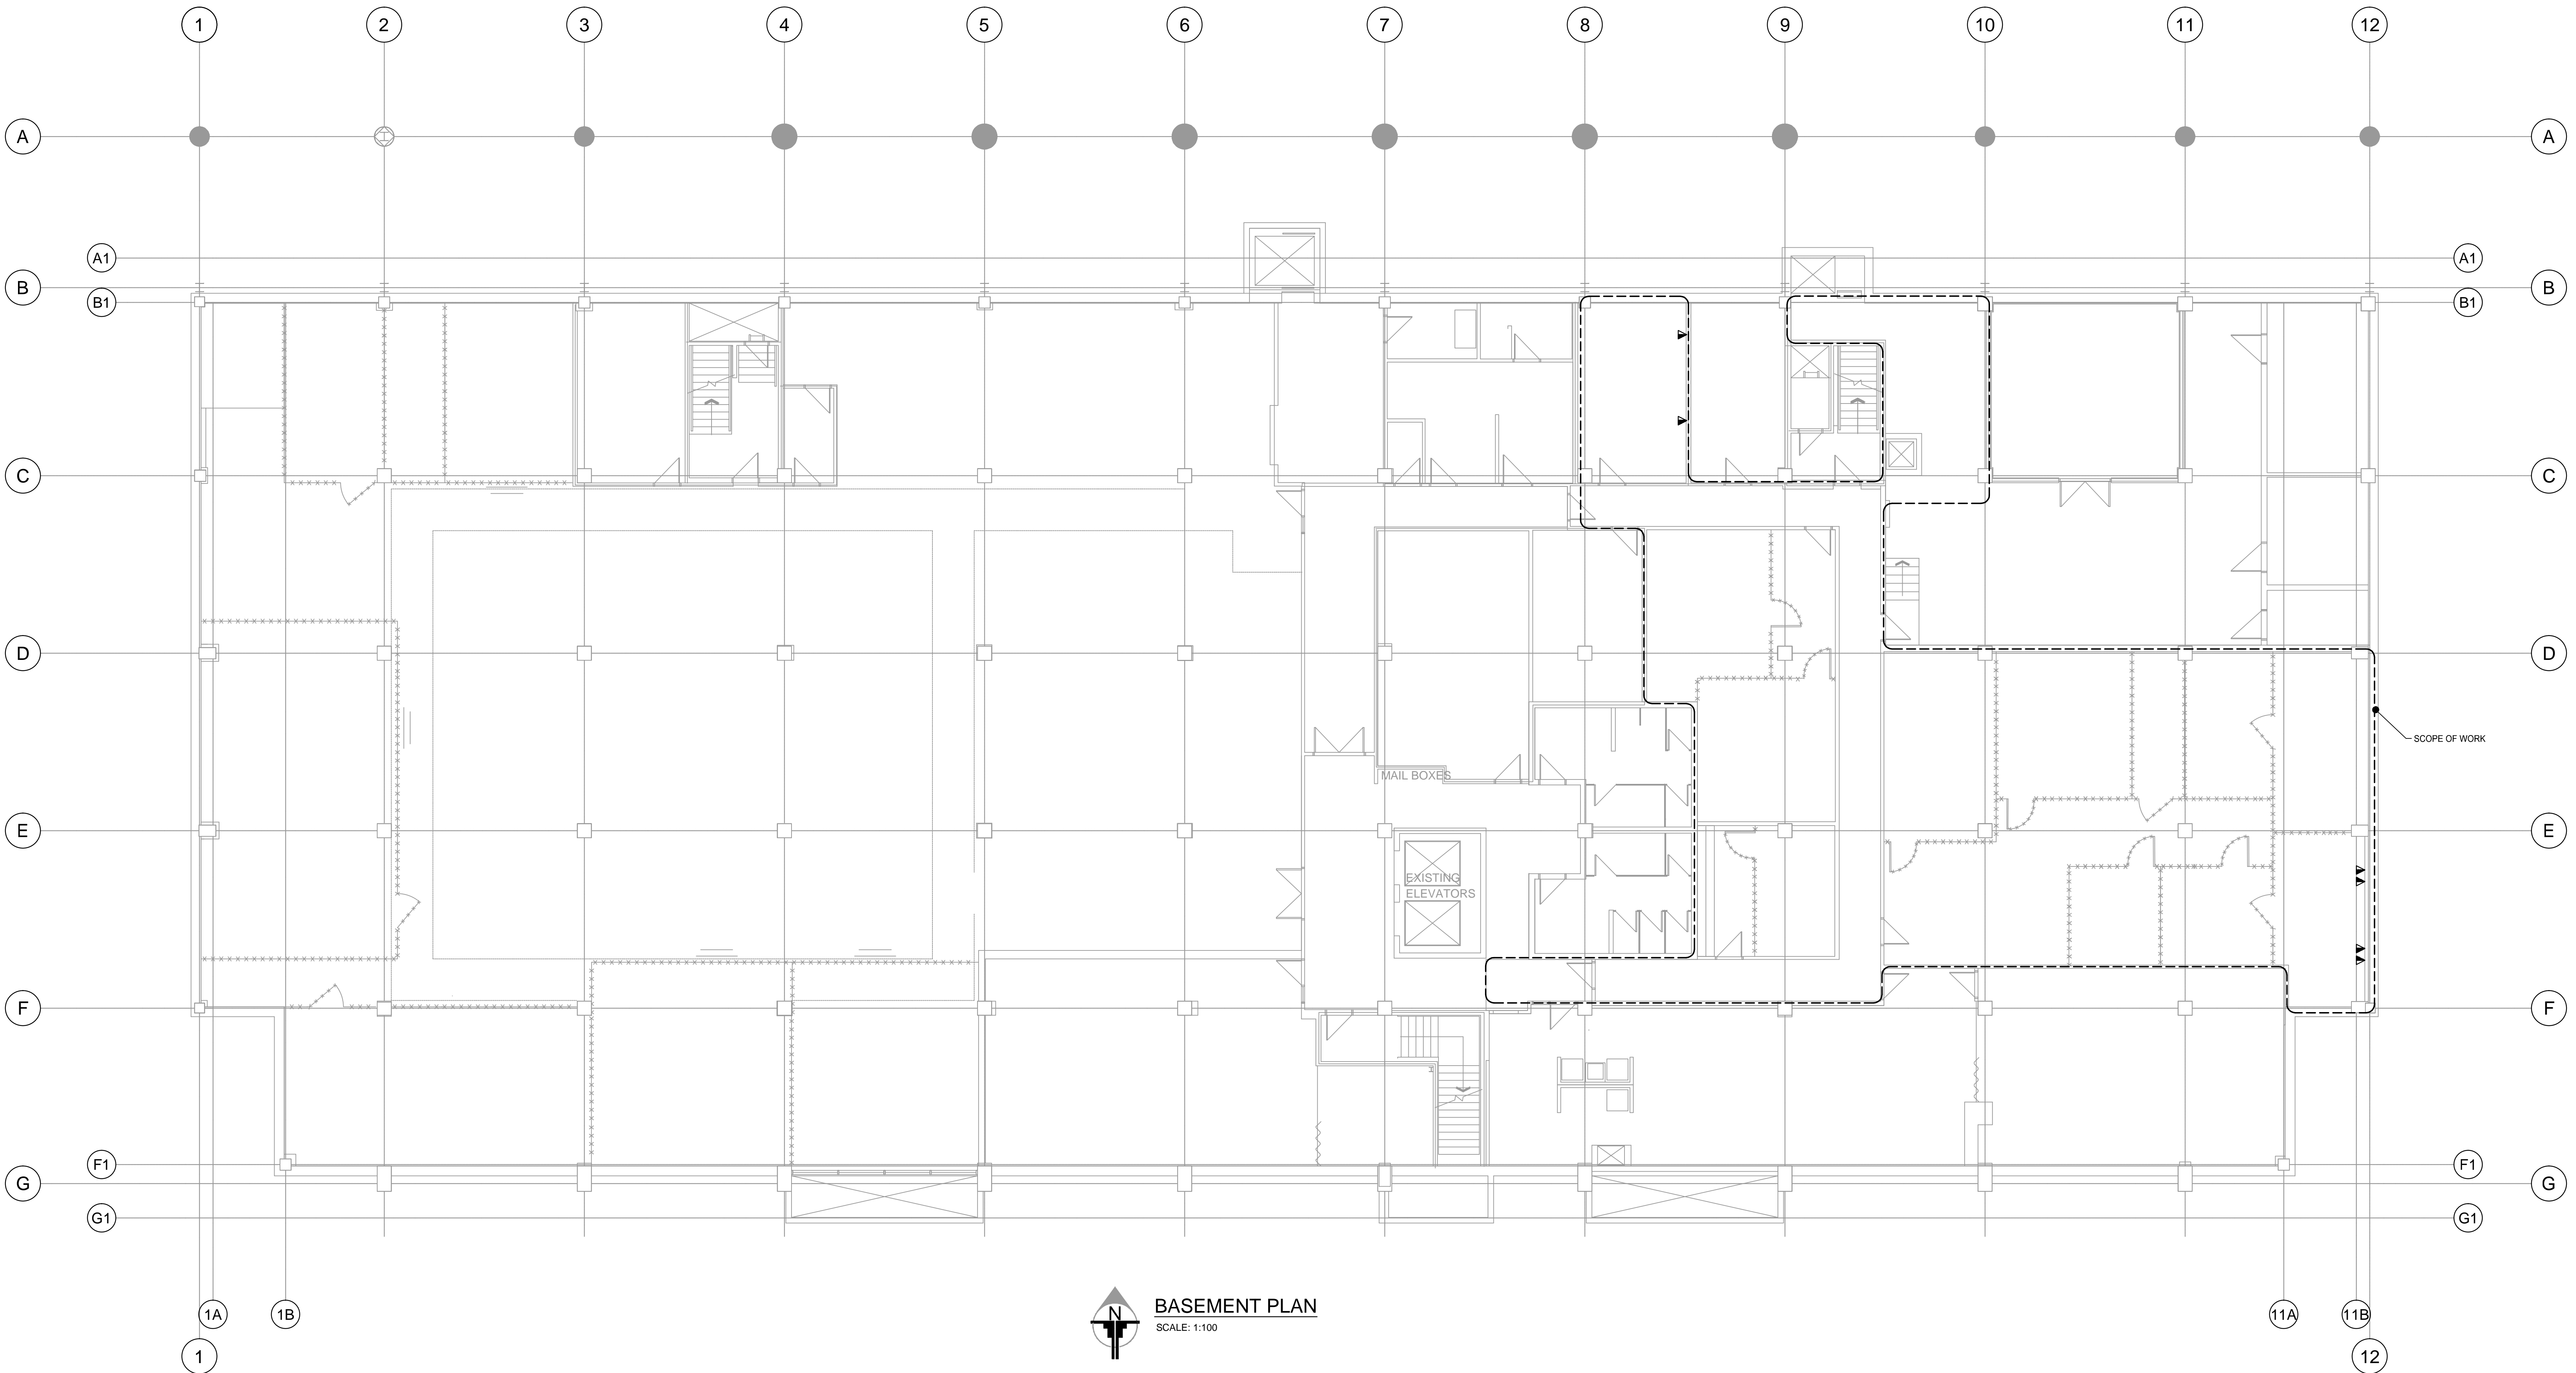 1 2 3 4 5 6 7 8 9 10 11 12
A A
A1 A1
B B
B1 B1
C C
D D
SCOPE OF WORK
MAIL BOXES
E E
EXISTING
ELEVATORS
F F
F1 F1
G G
G1 G1
1A 1B 11A 11B
N
BASEMENT PLAN
SCALE: 1:100
1 12